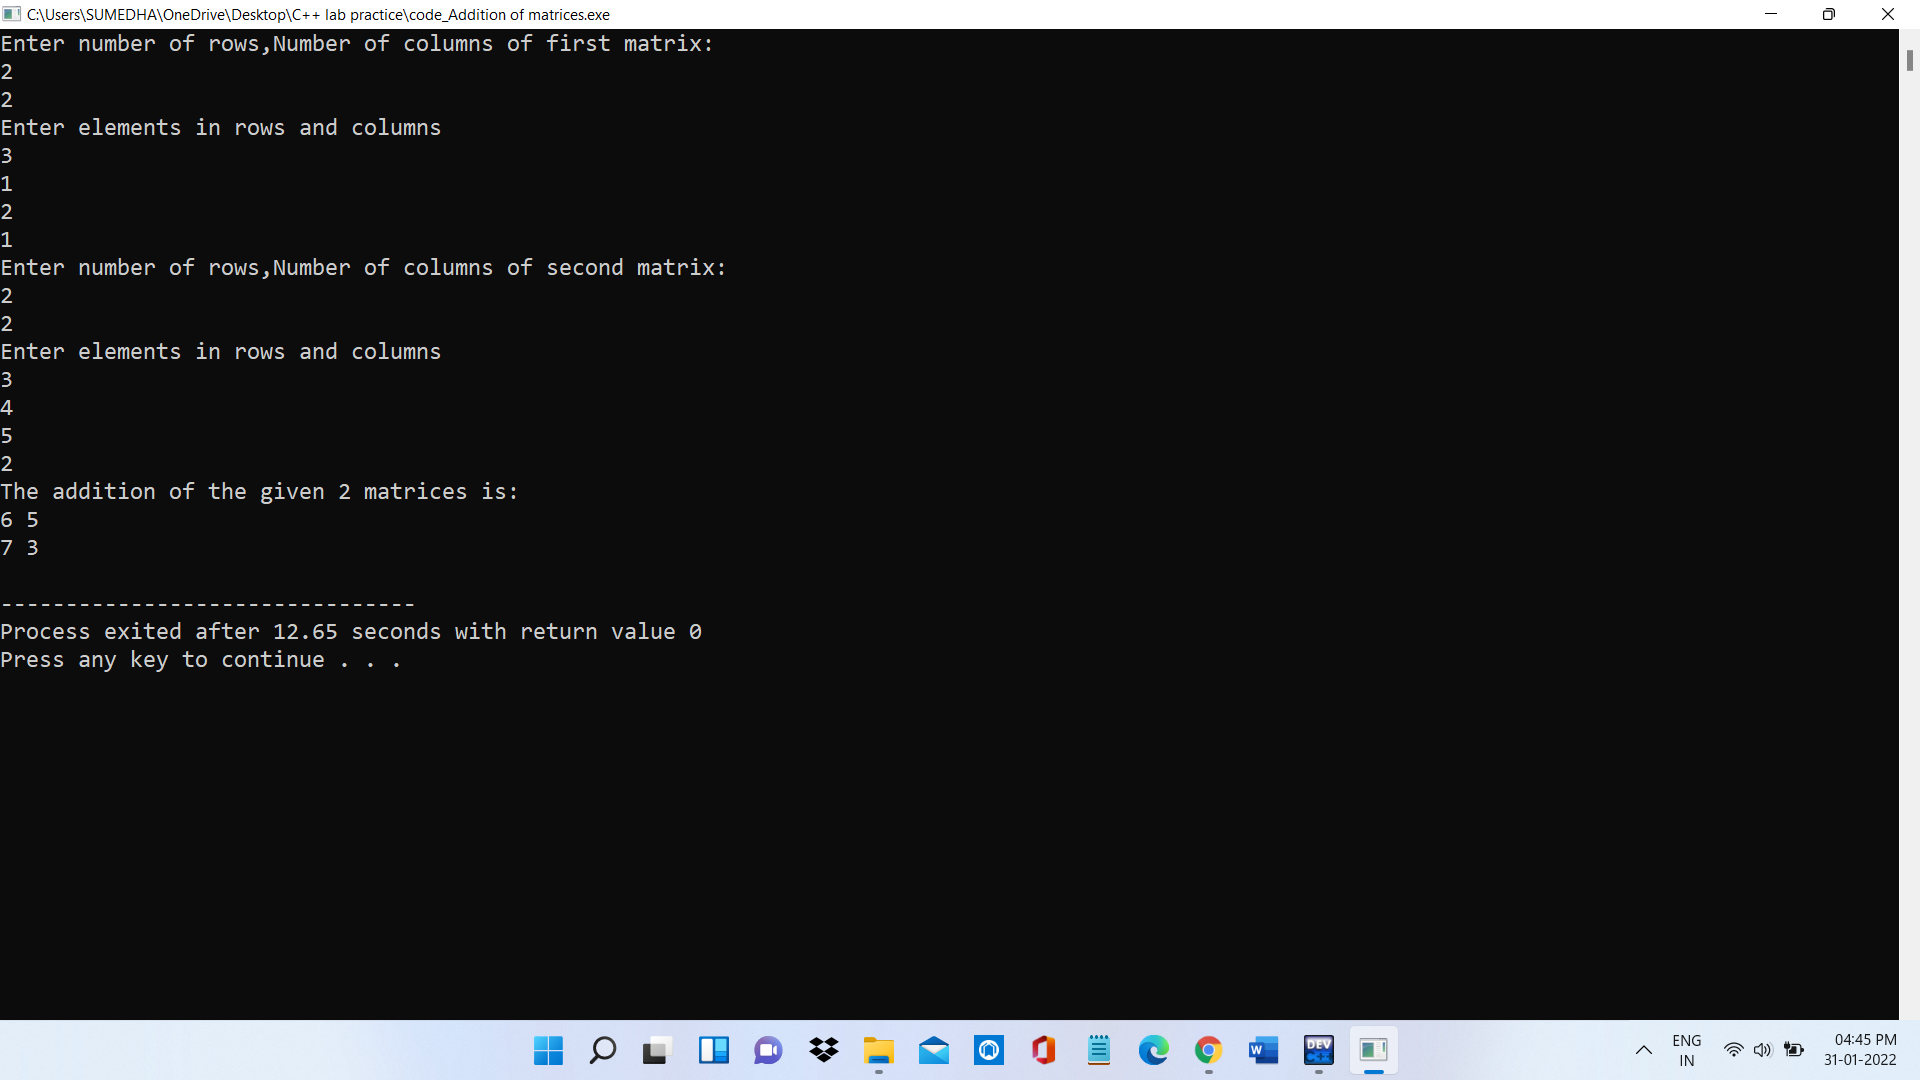 C:\Users\SUMEDHA\OneDrive\Desktop\C++ lab practice\code_Addition of matrices.exe
Enter number of rows,Number of columns of first matrix:
2
2
Enter elements in rows and columns
3
1
2
1
Enter number of rows,Number of columns of second matrix:
2
2
Enter elements in rows and columns
3
4
5
2
The addition of the given 2 matrices is:
6 5
7 3
--------------------------------
Process exited after 12.65 seconds with return value 0
Press any key to continue . . .
W
DEV
C++
ENG
IN
04:45 PM
31-01-2022